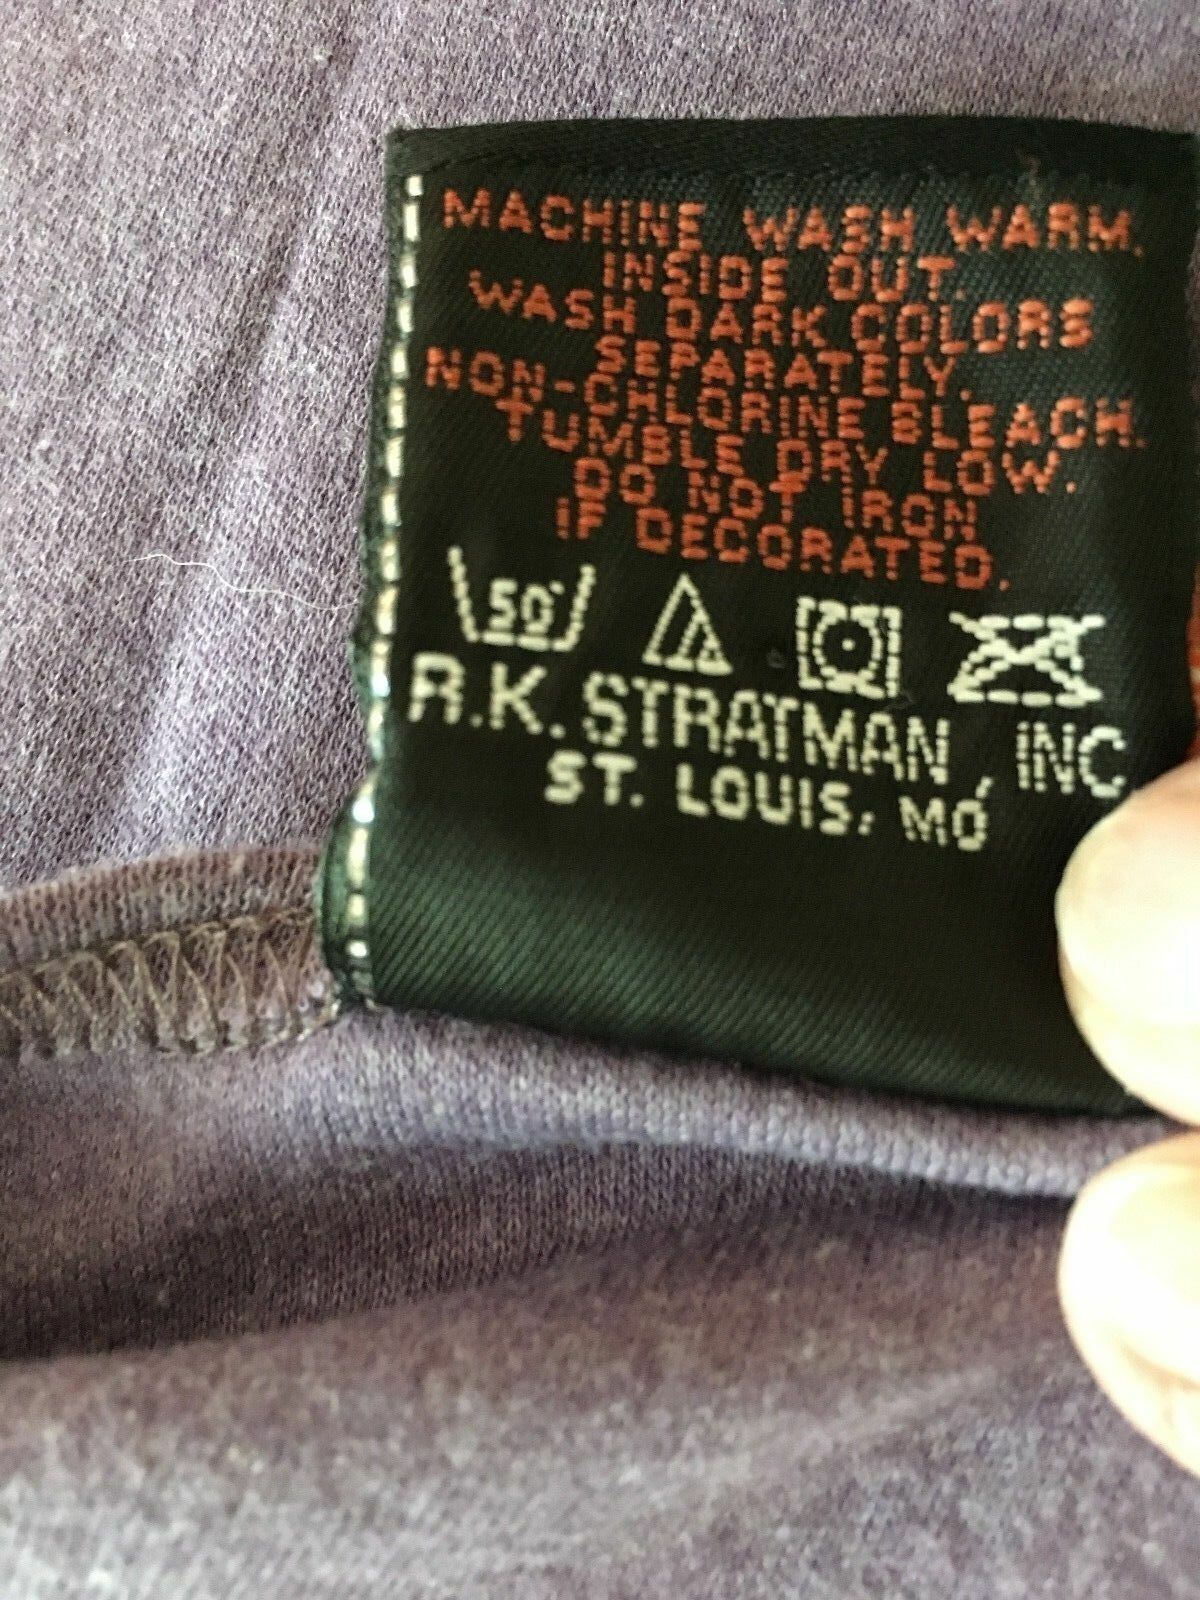 MACHINE WASH WARM.
INSIDE OUT.
WASH DARK COLORS
SEPARATELY.
NON-CHLORINE BLEACH.
TUMBLE DRY LOW.
DO NOT IRON
IF DECORATED.
50°
R.K. STRATMAN, INC
ST. LOUIS, MO